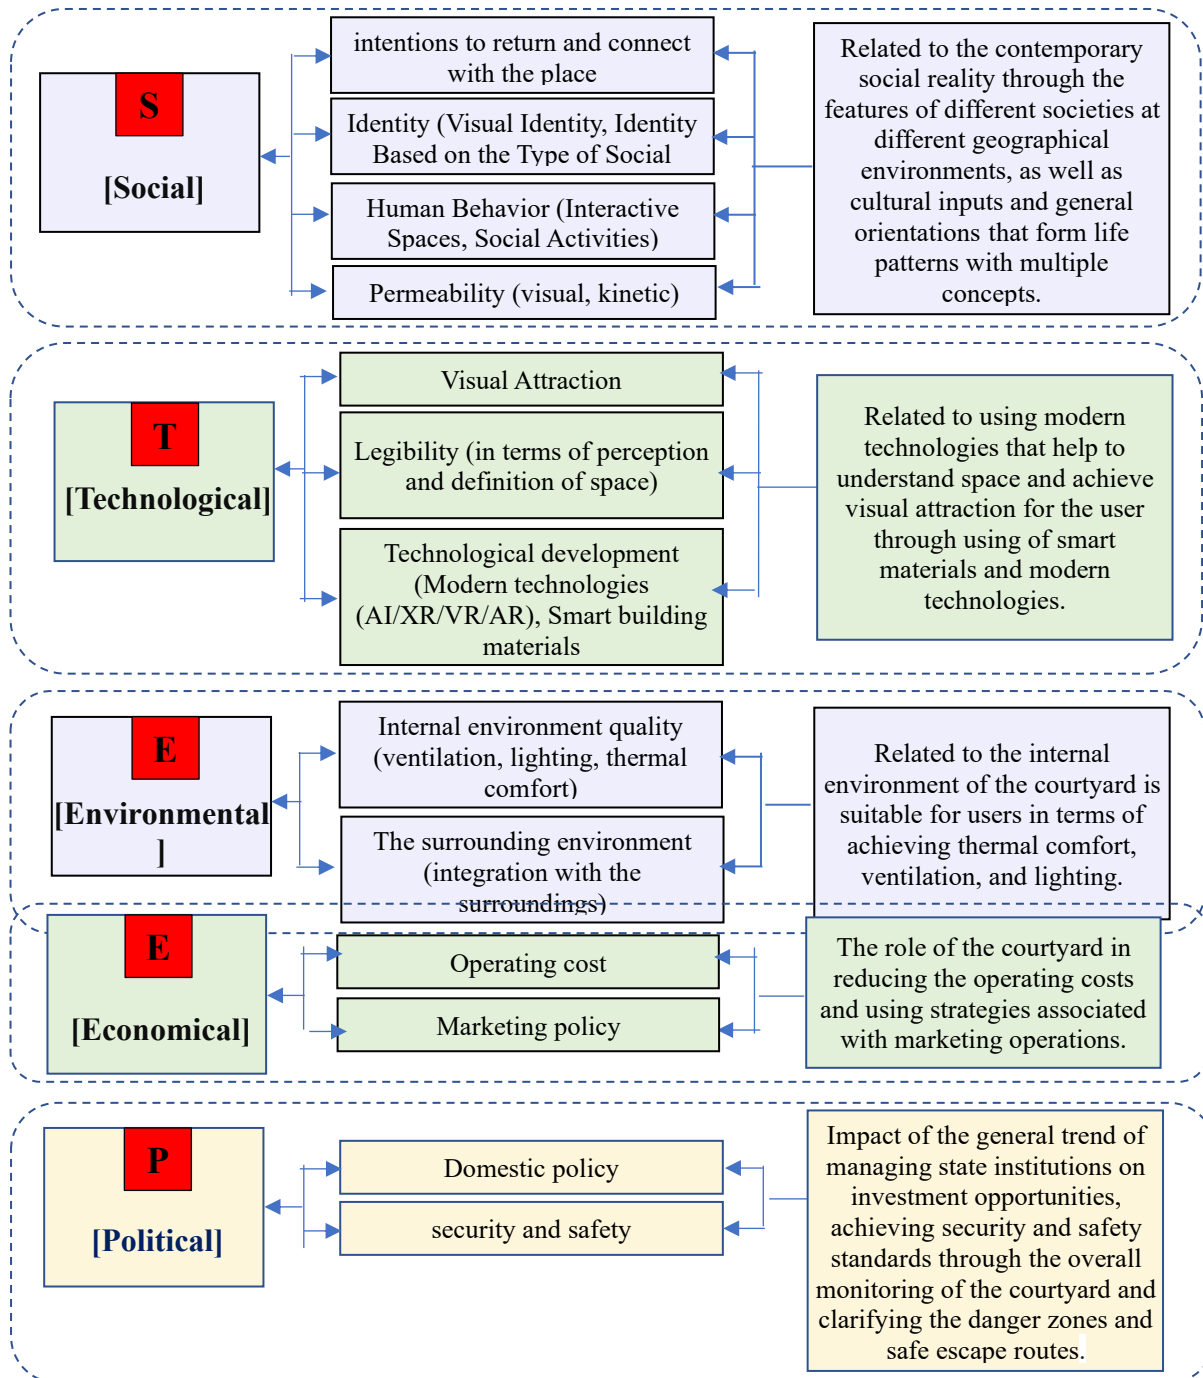 S
[Social]
intentions to return and connect
with the place
Identity (Visual Identity, Identity
Based on the Type of Social
Human Behavior (Interactive
Spaces, Social Activities)
Permeability (visual, kinetic)
Related to the contemporary
social reality through the
features of different societies at
different geographical
environments, as well as
cultural inputs and general
orientations that form life
patterns with multiple
concepts.
T
[Technological]
Visual Attraction
Legibility (in terms of perception
and definition of space)
Technological development
(Modern technologies
(AI/XR/VR/AR), Smart building
materials
Related to using modern
technologies that help to
understand space and achieve
visual attraction for the user
through using of smart
materials and modern
technologies.
E
[Environmental
]
Internal environment quality
(ventilation, lighting, thermal
comfort)
The surrounding environment
(integration with the
surroundings)
Related to the internal
environment of the courtyard is
suitable for users in terms of
achieving thermal comfort,
ventilation, and lighting.
E
[Economical]
Operating cost
Marketing policy
The role of the courtyard in
reducing the operating costs
and using strategies associated
with marketing operations.
P
[Political]
Domestic policy
security and safety
Impact of the general trend of
managing state institutions on
investment opportunities,
achieving security and safety
standards through the overall
monitoring of the courtyard and
clarifying the danger zones and
safe escape routes.